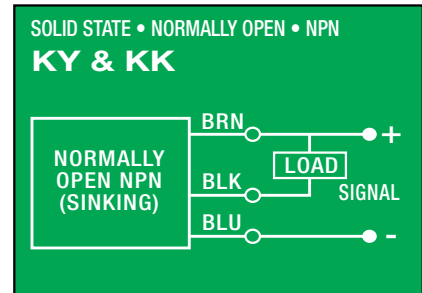 SOLID STATE • NORMALLY OPEN • NPN
KY & KK
BRN
+
NORMALLY
OPEN NPN
(SINKING)
LOAD
BLK
SIGNAL
BLU
-